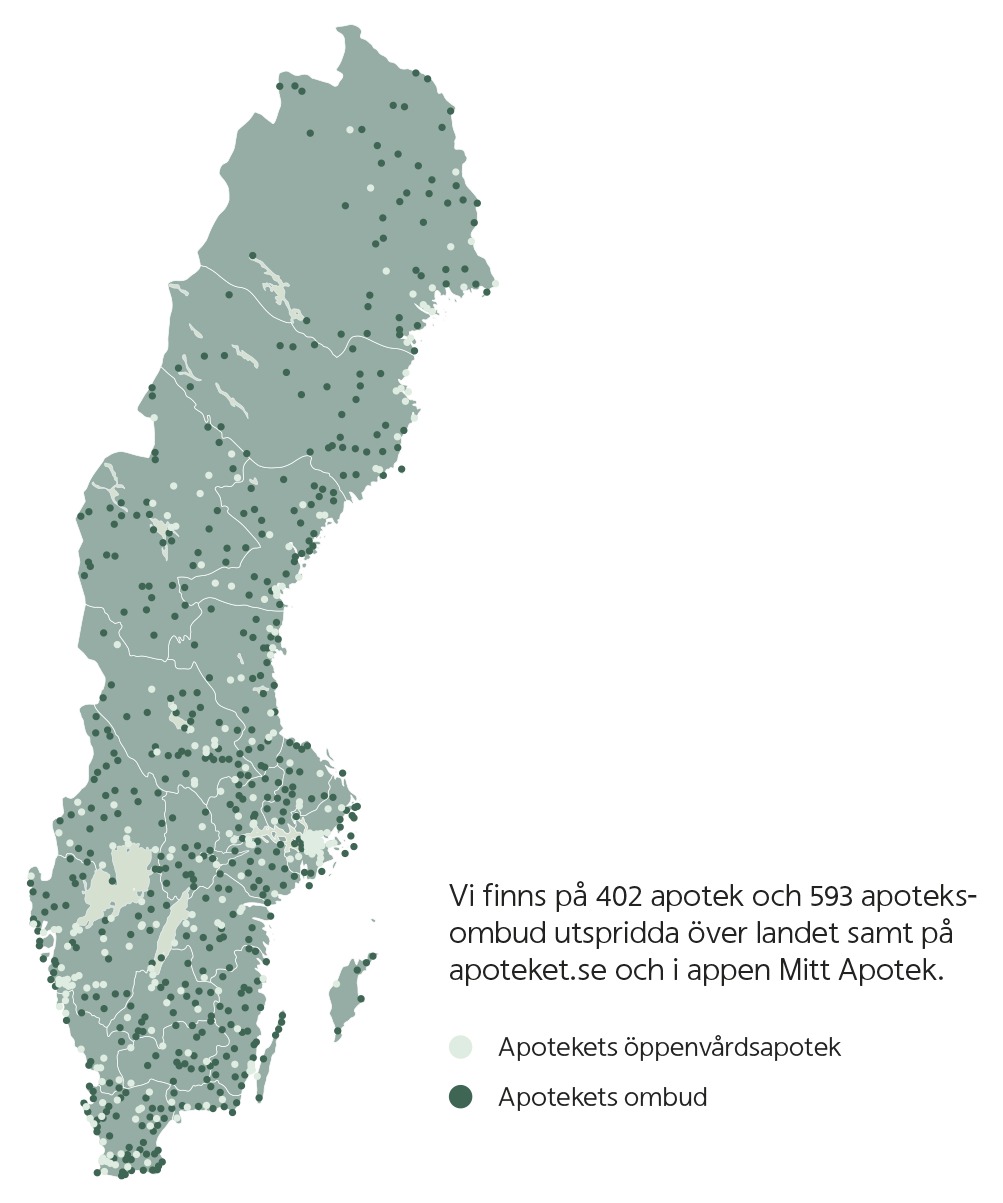 Vi finns på 402 apotek och 593 apoteks-
ombud utspridda över landet samt på
apoteket.se och i appen Mitt Apotek.
Apotekets öppenvårdsapotek
Apotekets ombud